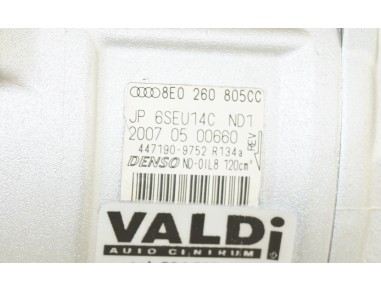 8E0 260 805CC
JP 6SEU14C ND1
2007 05 00660
447190-9752 R134a
DENSO ND-OIL8 120cm³
REV
VALDi
AUTO CENTRUM